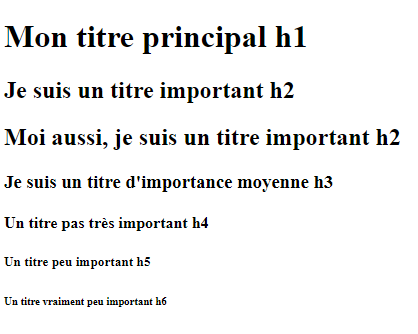 Mon titre principal h1
Je suis un titre important h2
Moi aussi, je suis un titre important h2
Je suis un titre d'importance moyenne h3
Un titre pas très important h4
Un titre peu important h5
Un titre vraiment peu important h6